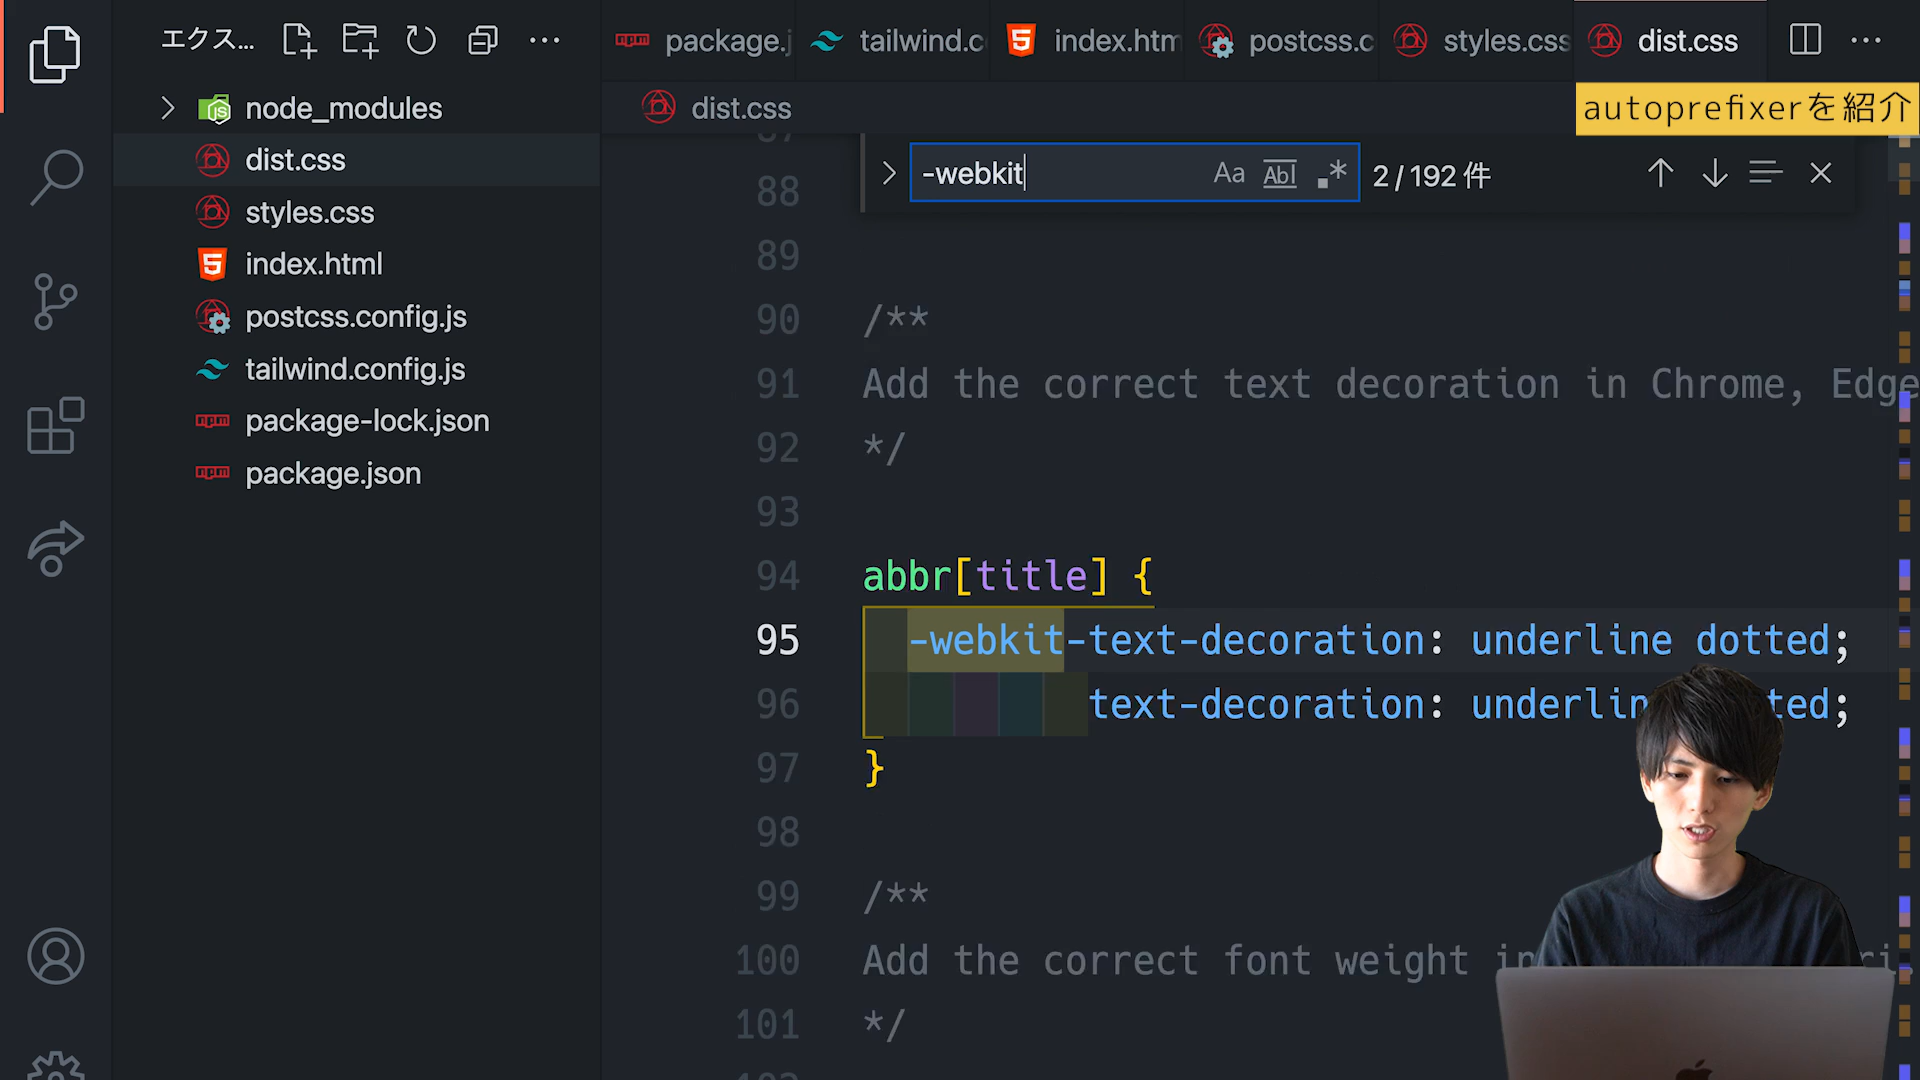 エクス...
node_modules
dist.css
styles.css
index.html
postcss.config.js
tailwind.config.js
package-lock.json
package.json
package.j
tailwind.c
index.htm
postcss.c
styles.css
dist.css
dist.css
autoprefixerを紹介
-webkit
Aa
Abl
2 / 192 件
88
89
90 /**
91 Add the correct text decoration in Chrome, Edge
92 */
93
94 abbr[title] {
95 -webkit-text-decoration: underline dotted;
96 text-decoration: underlin ted;
97 }
98
99 /**
100 Add the correct font weight in
101 */